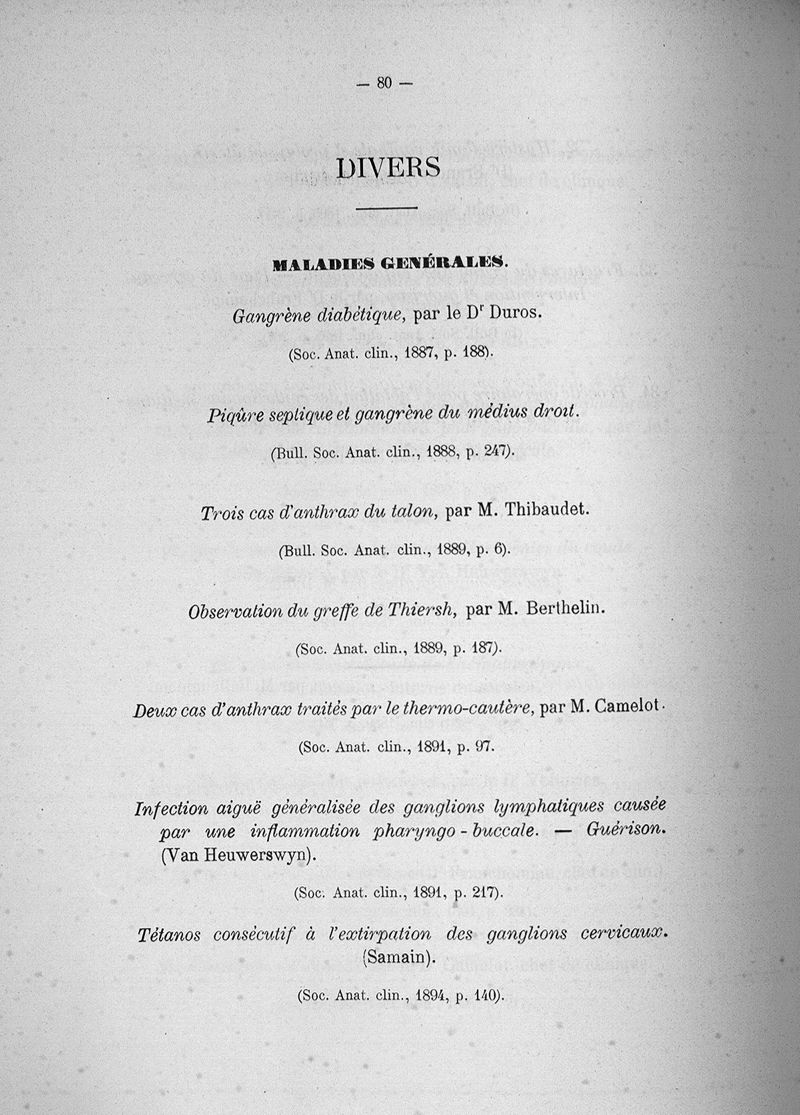 — 80 —
DIVERS
MALADIES GENÉRALES.
Gangrène diabétique, par le Dr Duros.
(Soc. Anat. clin., 1887, p. 188).
Piqûre septique et gangrène du médius droit.
(Bull. Soc. Anat. clin., 1888, p. 247).
Trois cas d'anthrax du talon, par M. Thibaudet.
(Bull. Soc. Anat. clin., 1889, p. 6).
Observation du greffe de Thiersh, par M. Berthelin.
(Soc. Anat. clin., 1889, p. 187).
Deux cas d'anthrax traités par le thermo-cautère, par M. Camelot.
(Soc. Anat. clin., 1891, p. 97.
Infection aiguë généralisée des ganglions lymphatiques causée
par une inflammation pharyngo-buccale. — Guérison.
(Van Heuwerswyn).
(Soc. Anat. clin., 1891, p. 217).
Tétanos consécutif à l'extirpation des ganglions cervicaux.
(Samain).
(Soc. Anat. clin., 1894, p. 140).